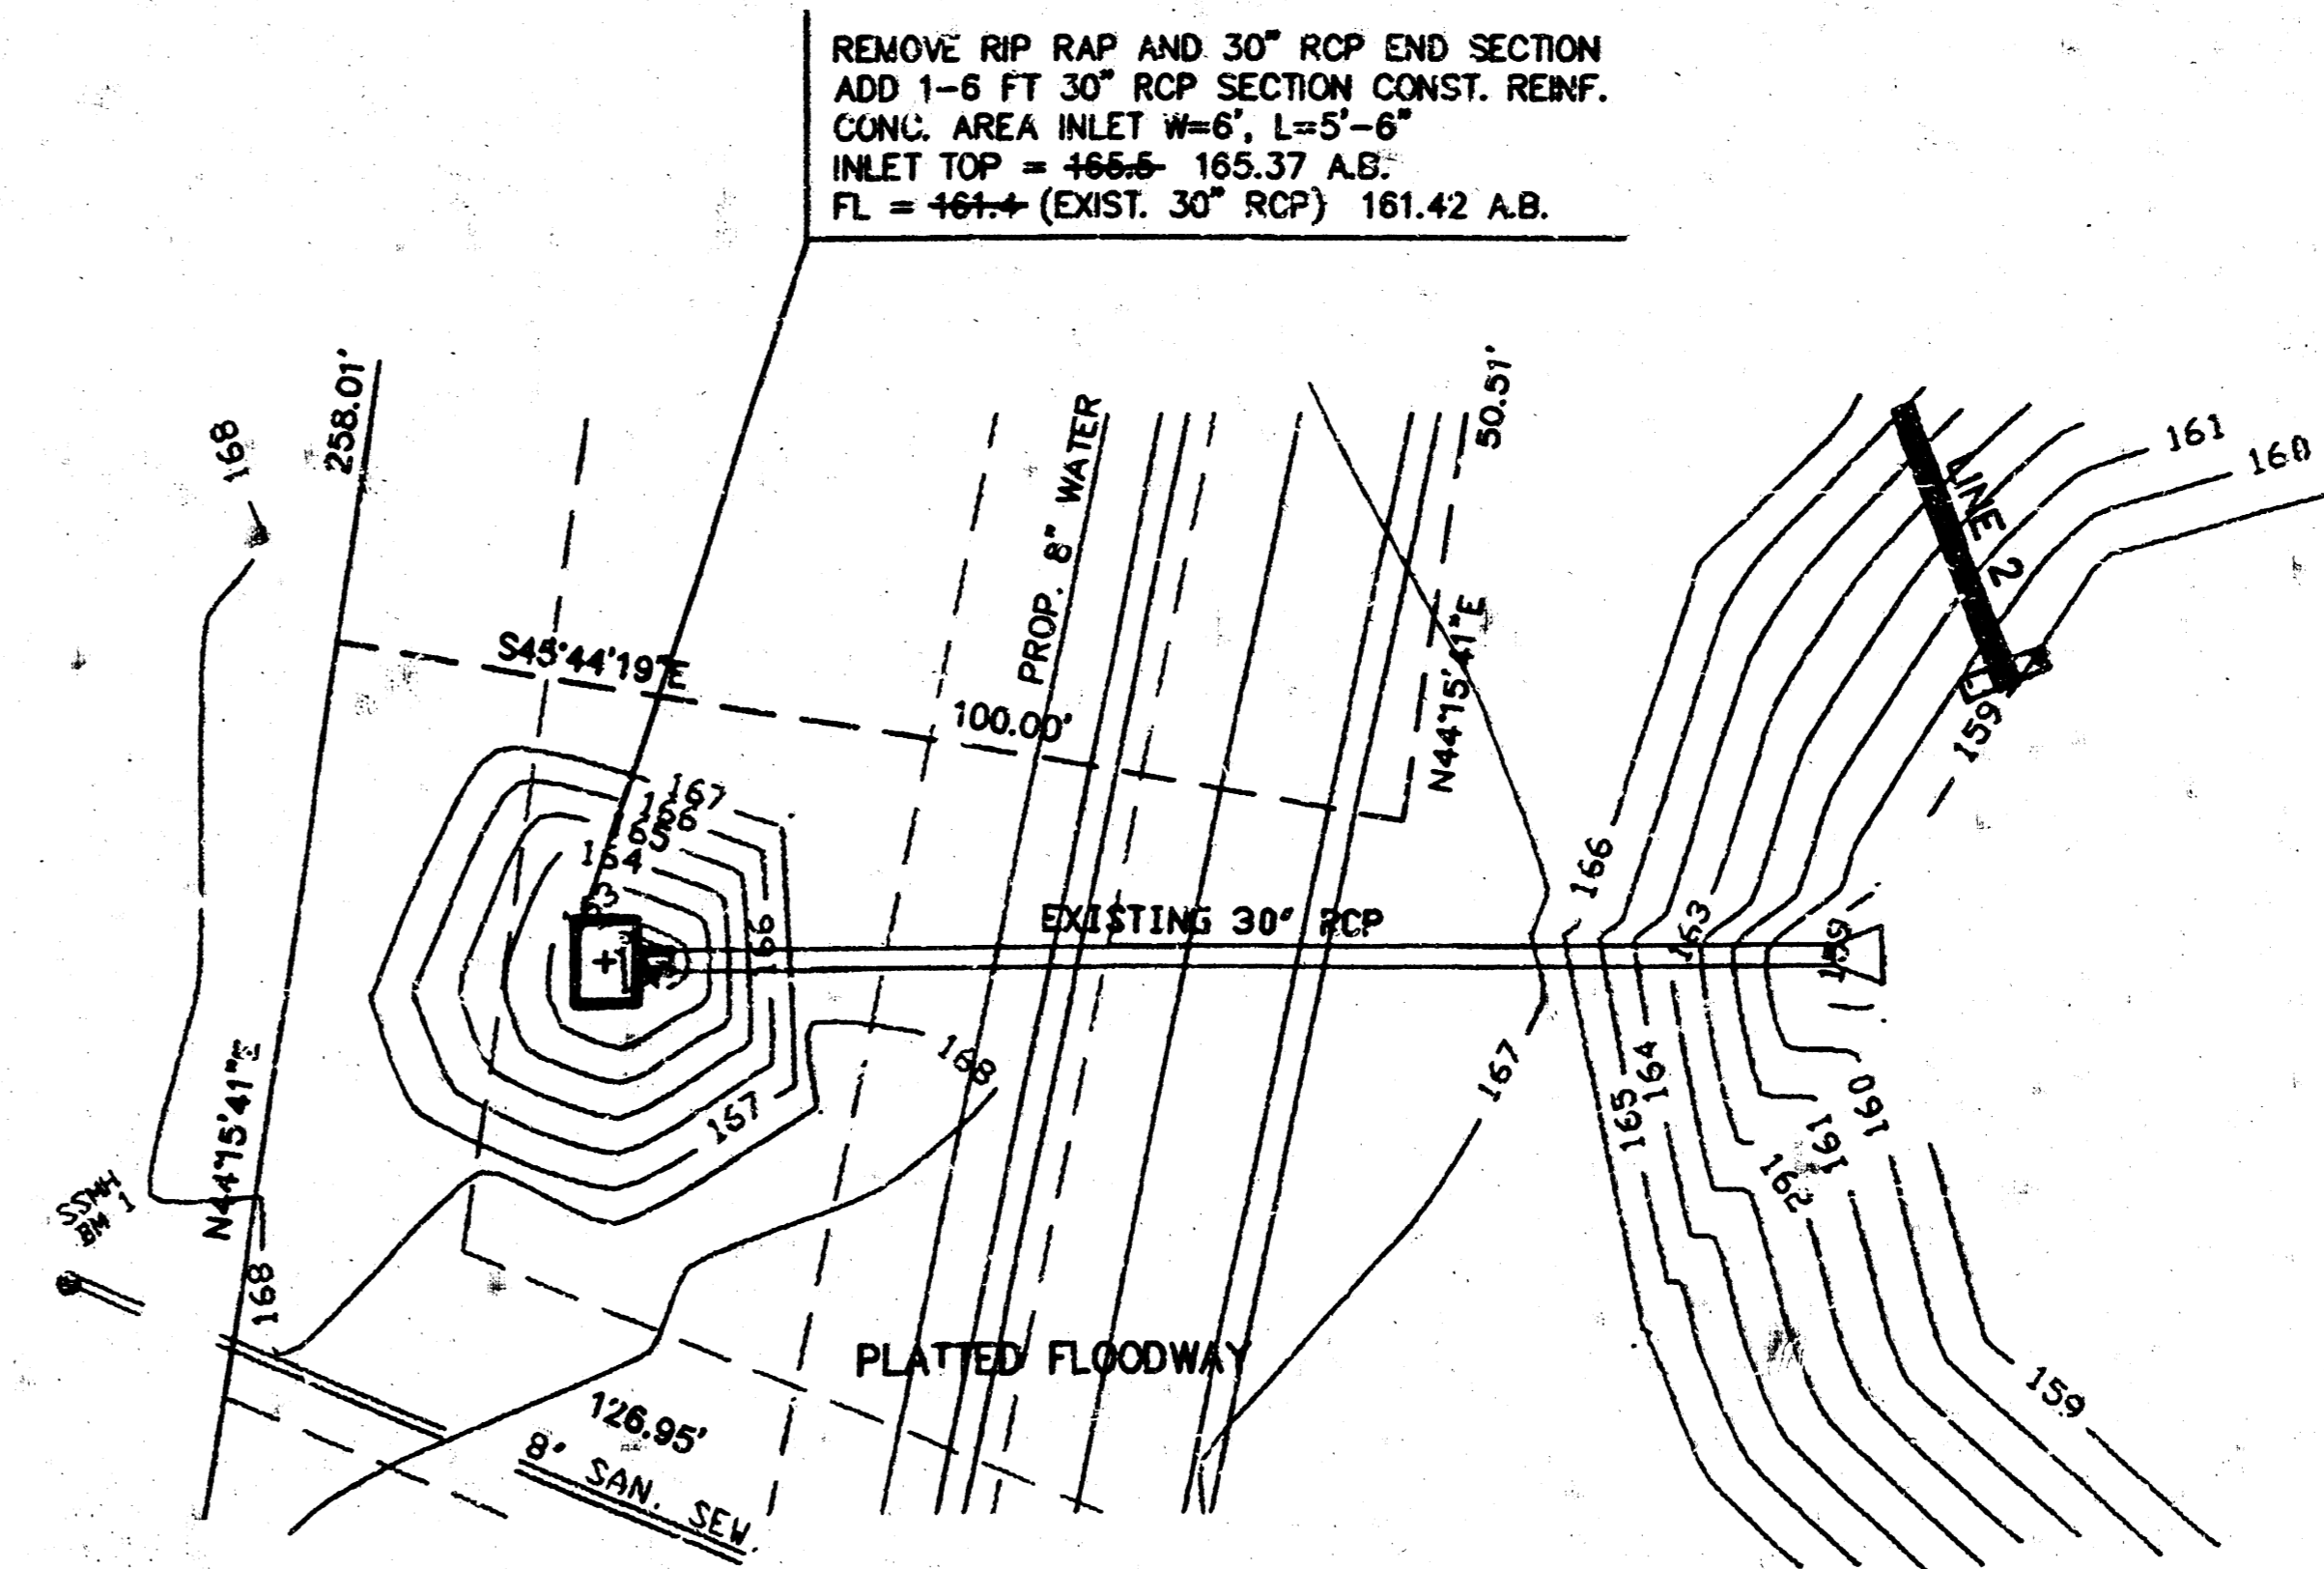 REMOVE RIP RAP AND 30" RCP END SECTION
ADD 1-6 FT 30" RCP SECTION CONST. REINF.
CONC. AREA INLET W=6', L=5'-6"
INLET TOP = 165.5 165.37 A.B.
FL = 161.4 (EXIST. 30" RCP) 161.42 A.B.
168
258.01'
PROP. 8" WATER
50.51'
161
160
LINE 2
S45°44'19"E
100.00'
N44°15'41"E
159
167
166
165
164
63
166
166
EXISTING 30" RCP
163
159
168
167
165
164
160
161
162
157
N44°15'41"E
SSMH
BM 1
168
PLATTED FLOODWAY
126.95'
8" SAN. SEW.
159